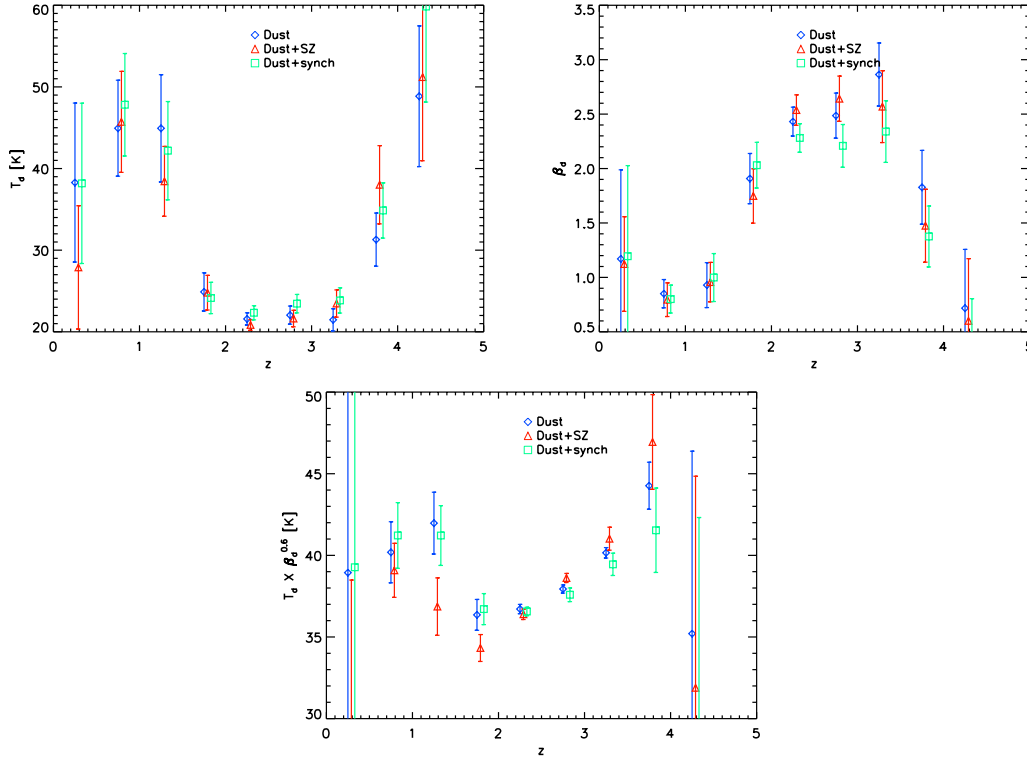 60
50
40
30
20
T_d [K]
Dust
Dust+SZ
Dust+synch
0 1 2 3 4 5
z
3.5
3.0
2.5
2.0
1.5
1.0
0.5
β_d
Dust
Dust+SZ
Dust+synch
0 1 2 3 4 5
z
50
45
40
35
30
T_d X β_d^0.6 [K]
Dust
Dust+SZ
Dust+synch
0 1 2 3 4 5
z